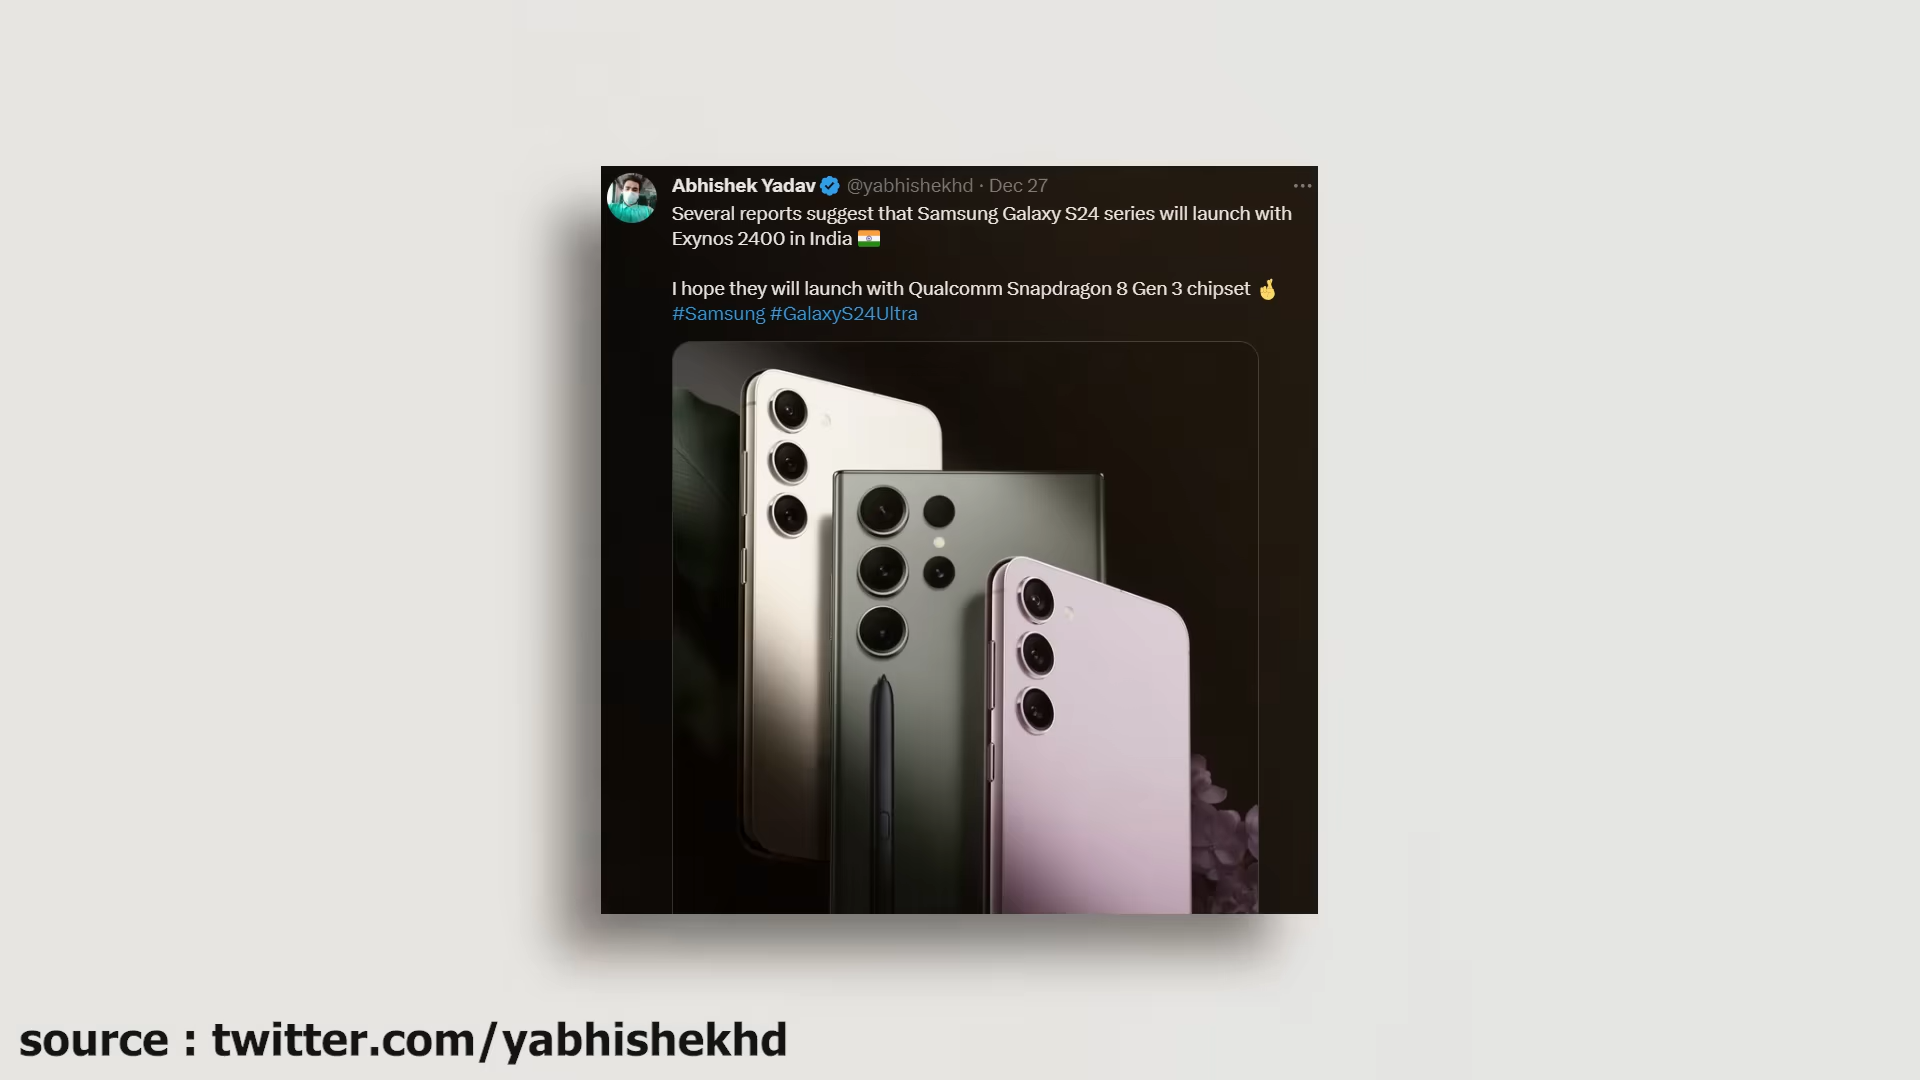 Abhishek Yadav @yabhishekhd · Dec 27
Several reports suggest that Samsung Galaxy S24 series will launch with
Exynos 2400 in India 🇮🇳
I hope they will launch with Qualcomm Snapdragon 8 Gen 3 chipset 🤞
#Samsung #GalaxyS24Ultra
source : twitter.com/yabhishekhd